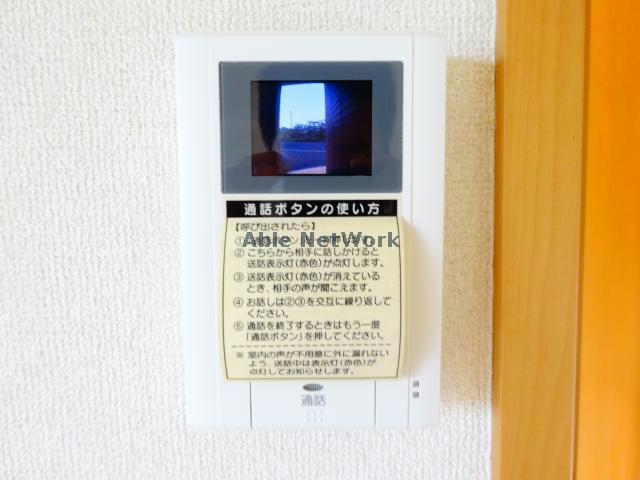 通話ボタンの使い方
【呼び出されたら】
①
Able NetWork
② こちらから相手に話しかけると
送話表示灯(赤色)が点灯します。
③ 送話表示灯(赤色)が消えている
とき、相手の声が聞こえます。
④ お話しは②③を交互に繰り返して
ください。
⑤ 通話を終了するときはもう一度
「通話ボタン」を押してください。
※ 室内の声が不用意に外に漏れない
よう、送話中は表示灯(赤色)が
点灯してお知らせします。
通話